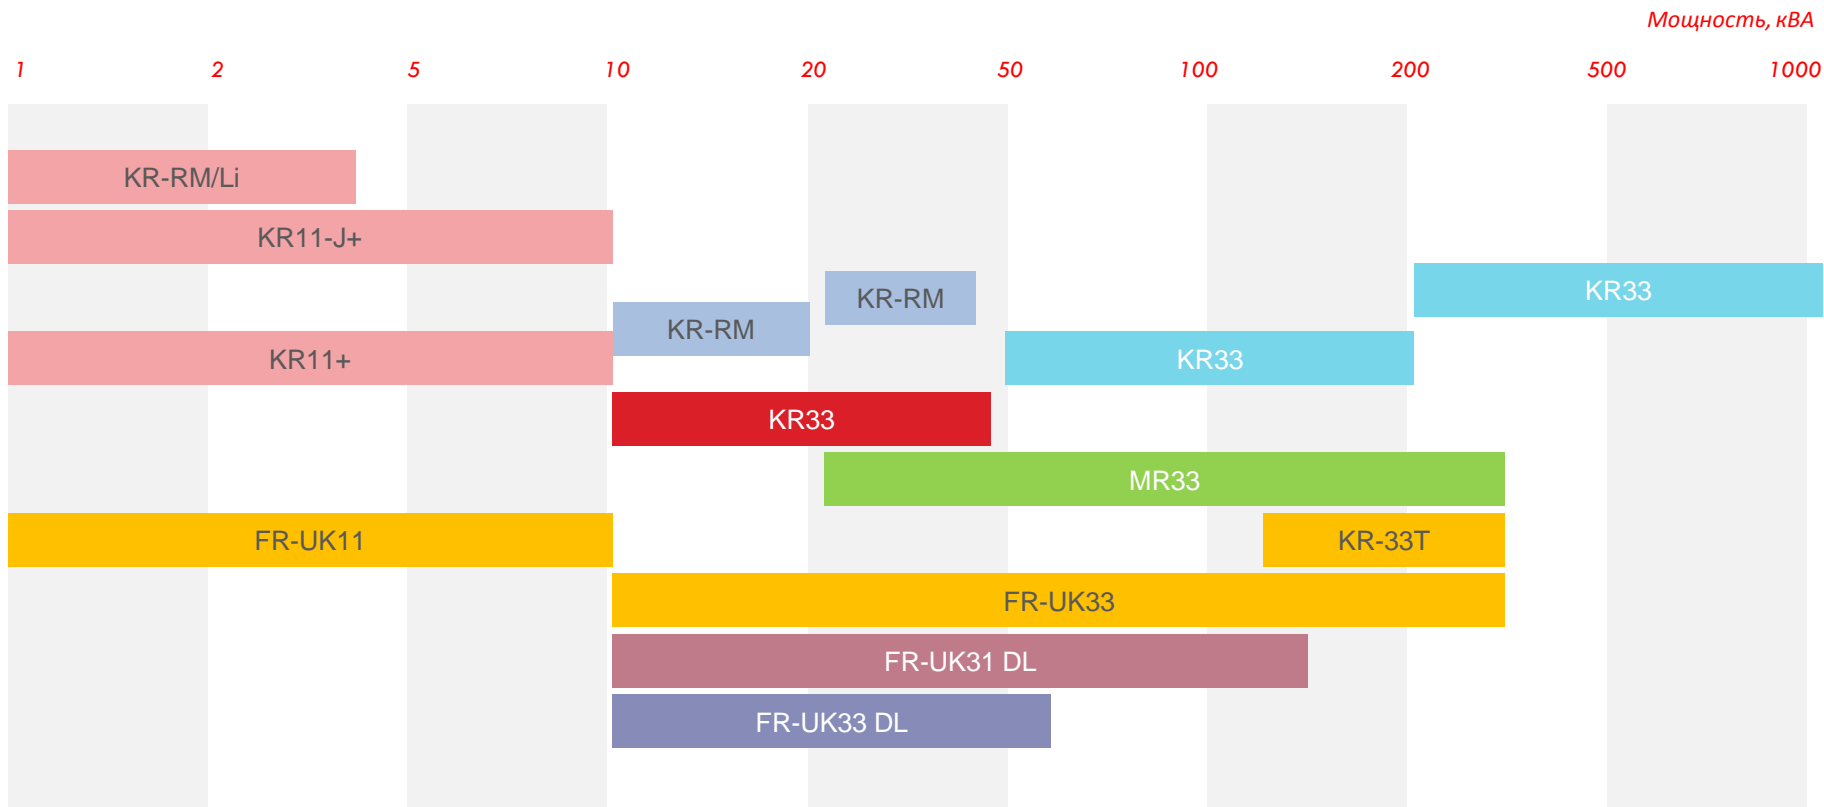 Мощность, кВА
1 2 5 10 20 50 100 200 500 1000
KR-RM/Li
KR11-J+
KR-RM
KR33
KR-RM
KR11+
KR33
KR33
MR33
FR-UK11
KR-33T
FR-UK33
FR-UK31 DL
FR-UK33 DL